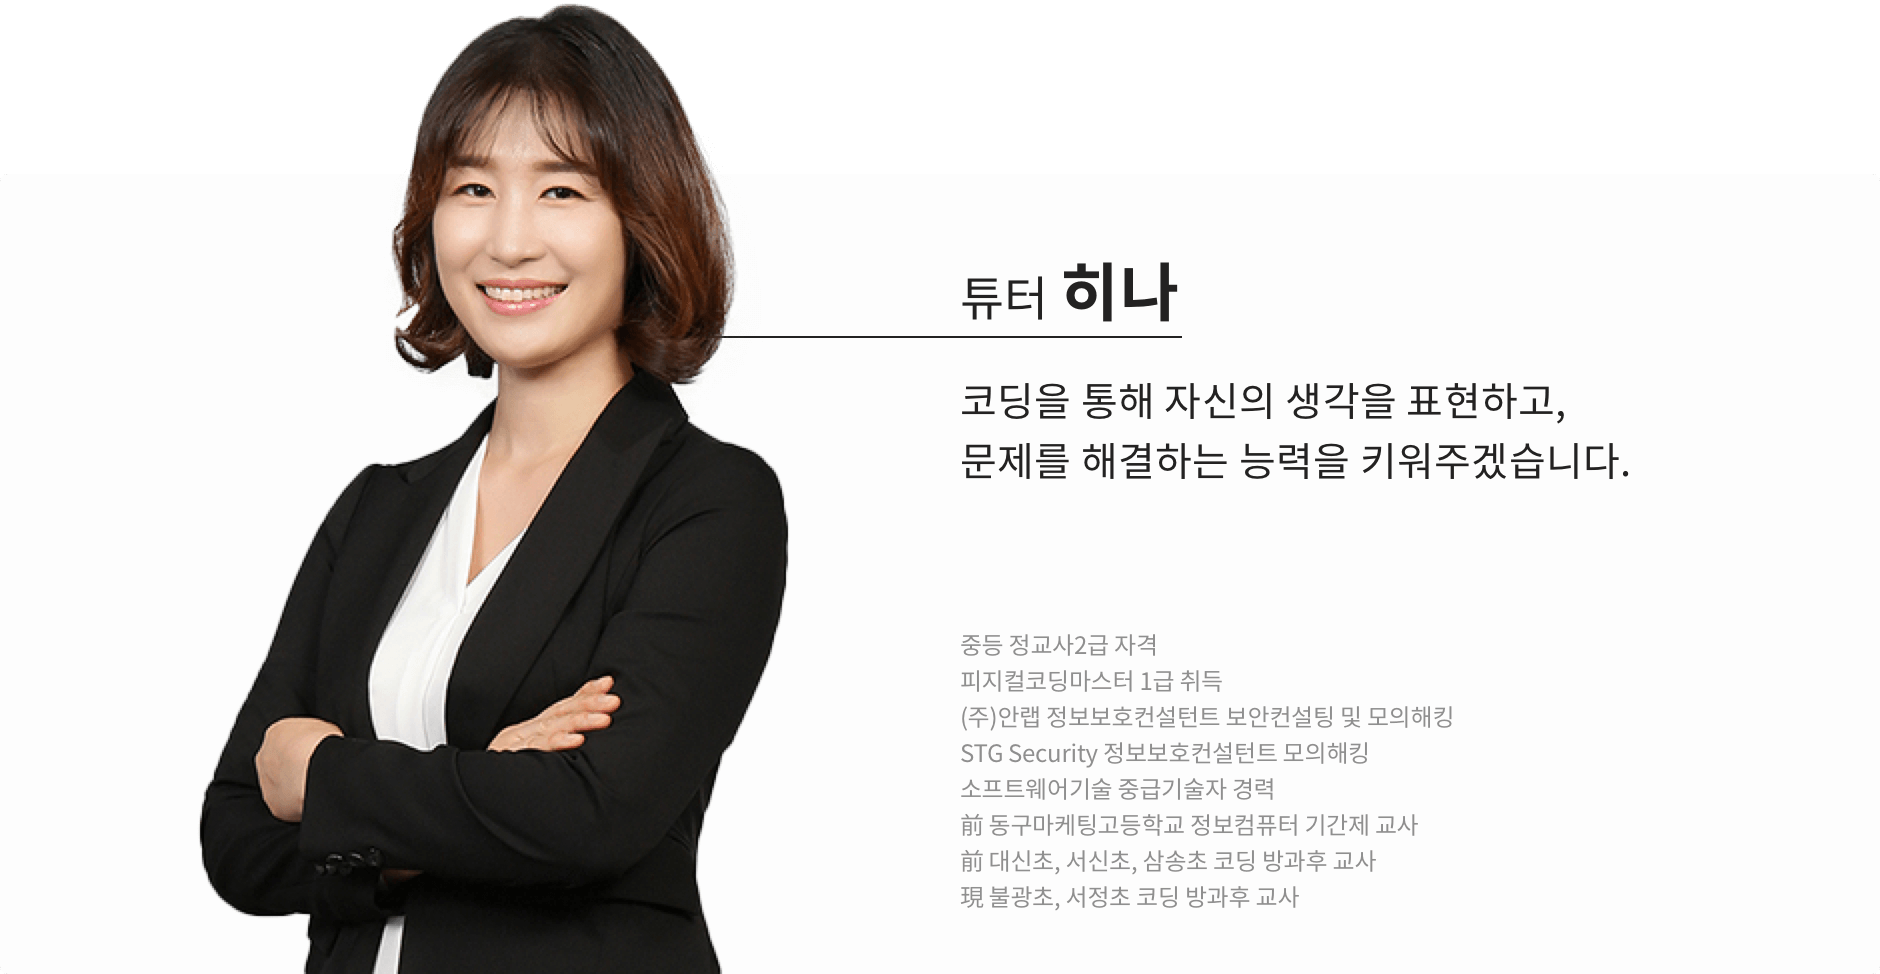 튜터 히나
코딩을 통해 자신의 생각을 표현하고,
문제를 해결하는 능력을 키워주겠습니다.
중등 정교사2급 자격
피지컬코딩마스터 1급 취득
(주)안랩 정보보호컨설턴트 보안컨설팅 및 모의해킹
STG Security 정보보호컨설턴트 모의해킹
소프트웨어기술 중급기술자 경력
前 동구마케팅고등학교 정보컴퓨터 기간제 교사
前 대신초, 서신초, 삼송초 코딩 방과후 교사
現 불광초, 서정초 코딩 방과후 교사